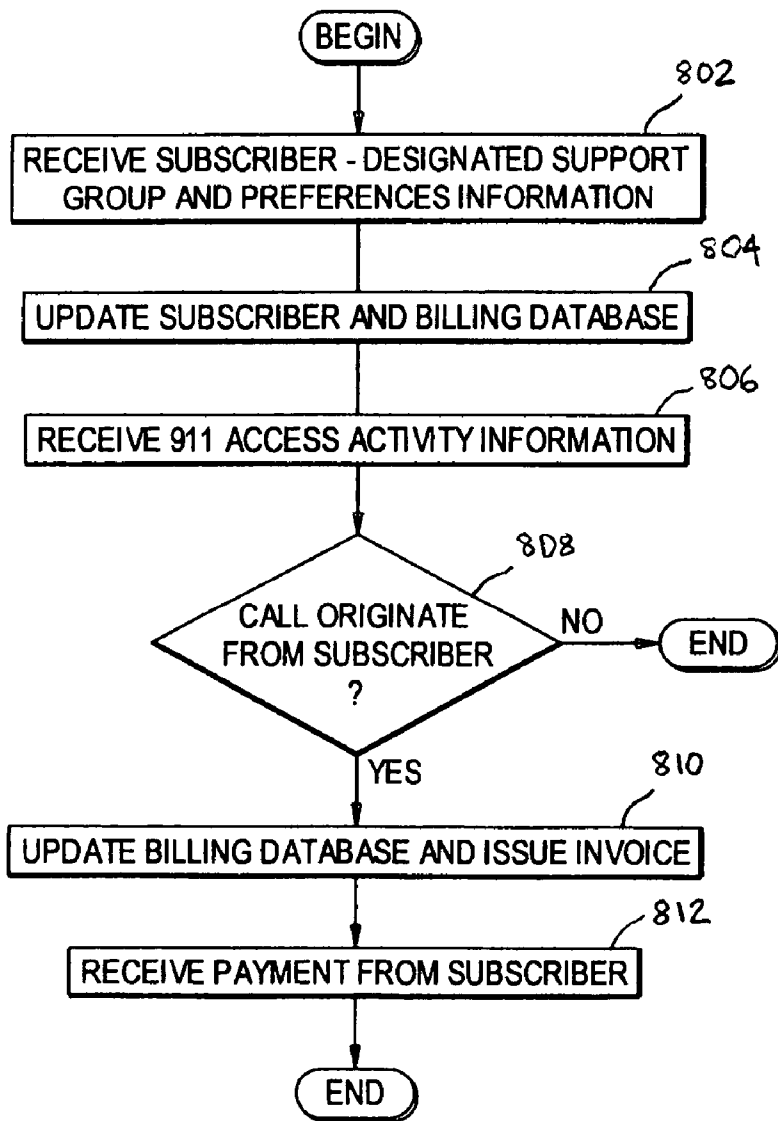 BEGIN
802
RECEIVE SUBSCRIBER - DESIGNATED SUPPORT
GROUP AND PREFERENCES INFORMATION
804
UPDATE SUBSCRIBER AND BILLING DATABASE
806
RECEIVE 911 ACCESS ACTIVITY INFORMATION
808
CALL ORIGINATE
FROM SUBSCRIBER
?
NO
END
YES
810
UPDATE BILLING DATABASE AND ISSUE INVOICE
812
RECEIVE PAYMENT FROM SUBSCRIBER
END